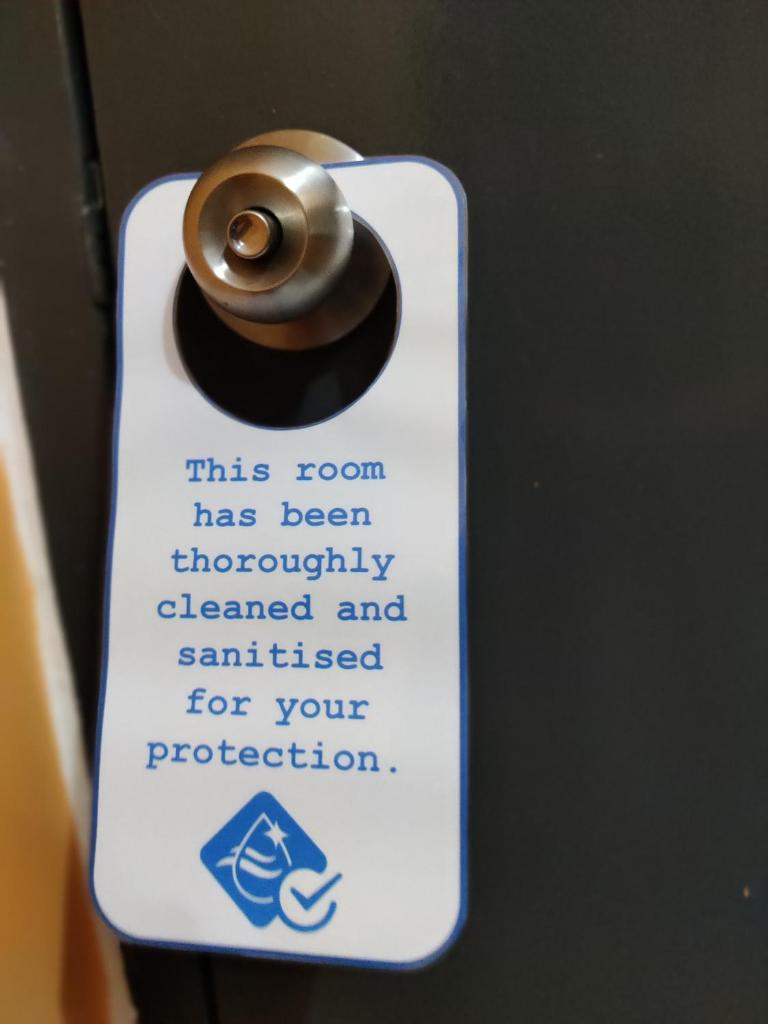 This room
has been
thoroughly
cleaned and
sanitised
for your
protection.